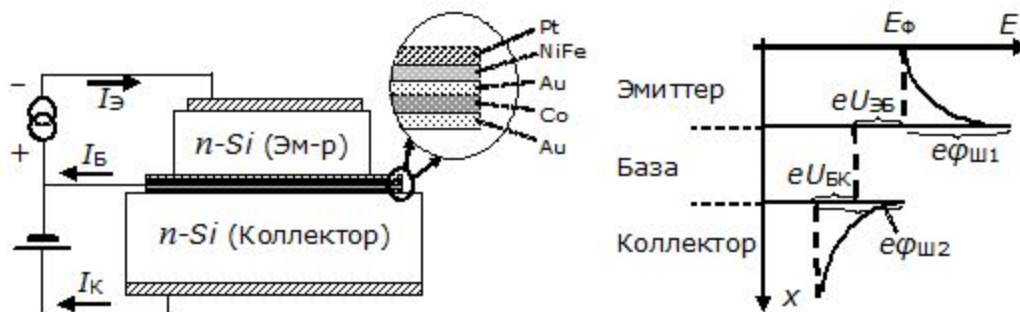 −
IЭ
+
IБ
IК
n-Si (Эм-р)
n-Si (Коллектор)
Pt
NiFe
Au
Co
Au
EФ
E
Эмиттер
eUЭБ
eφШ1
База
eUБК
Коллектор
eφШ2
x